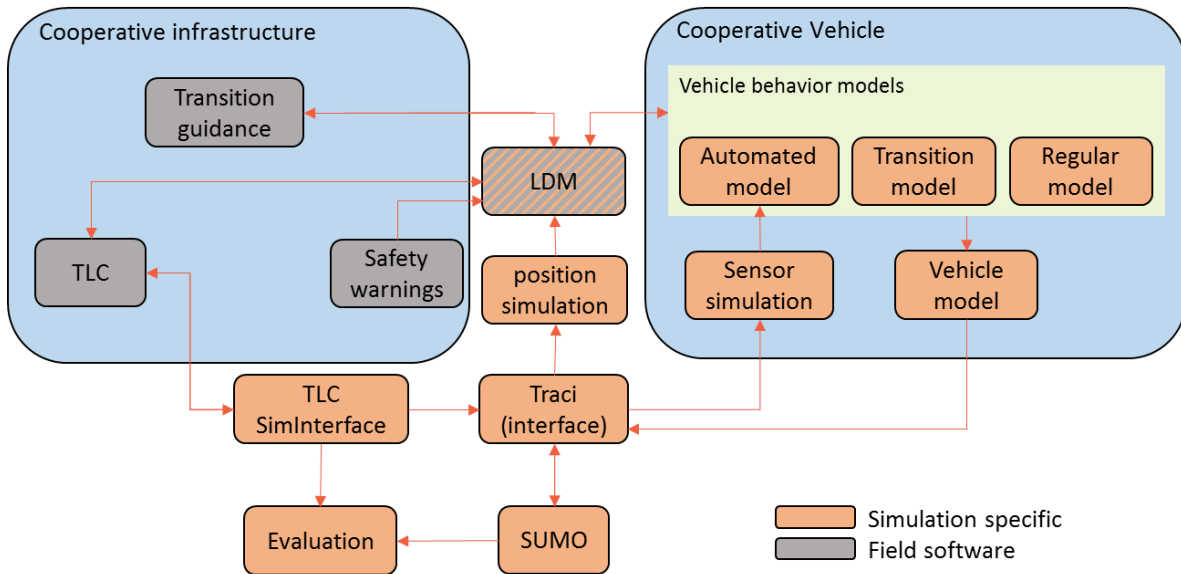 Cooperative infrastructure
Transition
guidance
TLC
Safety
warnings
LDM
position
simulation
Cooperative Vehicle
Vehicle behavior models
Automated
model
Transition
model
Regular
model
Sensor
simulation
Vehicle
model
TLC
SimInterface
Traci
(interface)
Evaluation
SUMO
Simulation specific
Field software